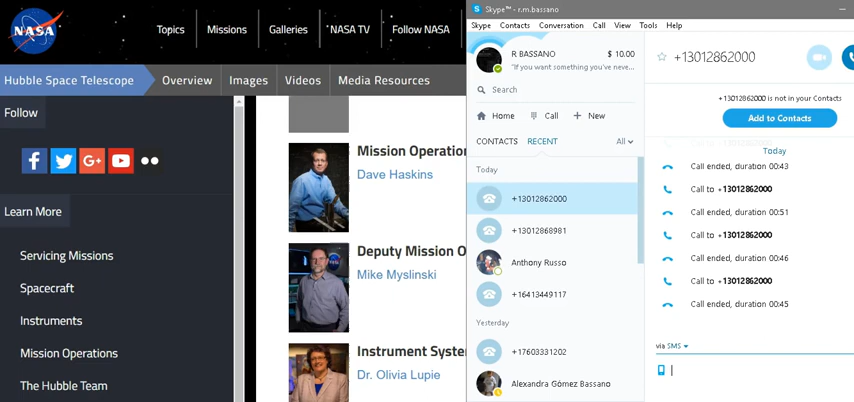 NASA
Topics
Missions
Galleries
NASA TV
Follow NASA
Hubble Space Telescope
Overview
Images
Videos
Media Resources
Follow
Learn More
Servicing Missions
Spacecraft
Instruments
Mission Operations
The Hubble Team
Mission Operation
Dave Haskins
Deputy Mission O
Mike Myslinski
Instrument Syste
Dr. Olivia Lupie
Skype™ - r.m.bassano
Skype Contacts Conversation Call View Tools Help
R BASSANO $ 10.00
"If you want something you've neve...
Search
Home Call New
CONTACTS RECENT All
Today
+13012862000
+13012868981
Anthony Russo
+16413449117
Yesterday
+17603331202
Alexandra Gómez Bassano
+13012862000
+13012862000 is not in your Contacts
Add to Contacts
Today
Call ended, duration 00:43
Call to +13012862000
Call ended, duration 00:51
Call to +13012862000
Call ended, duration 00:46
Call to +13012862000
Call ended, duration 00:45
via SMS